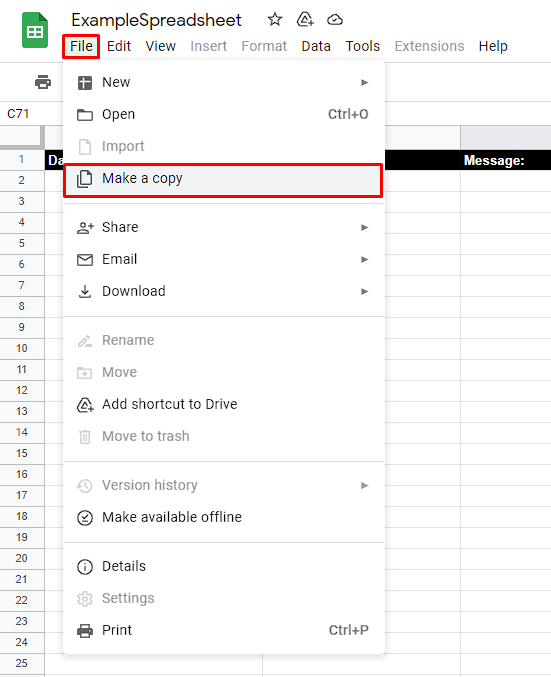 ExampleSpreadsheet
File Edit View Insert Format Data Tools Extensions Help
C71
New
Open Ctrl+O
Import
Make a copy
Share
Email
Download
Rename
Move
Add shortcut to Drive
Move to trash
Version history
Make available offline
Details
Settings
Print Ctrl+P
1 Da Message:
2
3
4
5
6
7
8
9
10
11
12
13
14
15
16
17
18
19
20
21
22
23
24
25